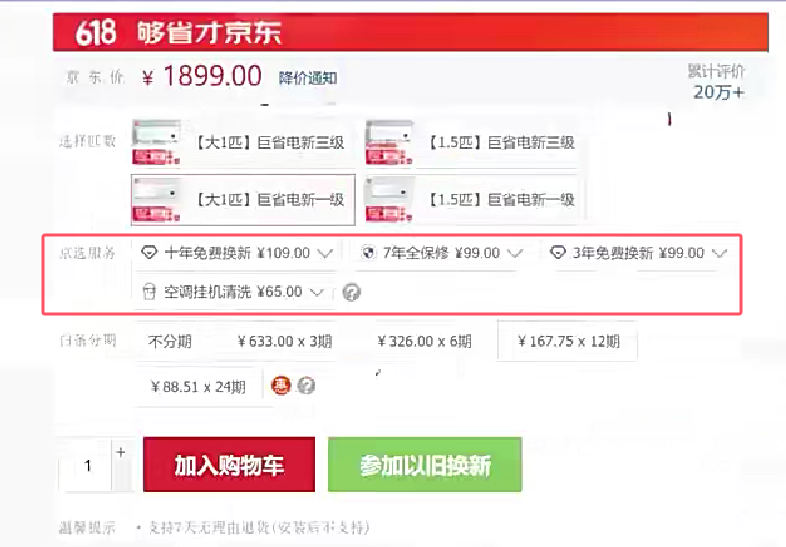 618 够省才京东
京东价 ￥1899.00 降价通知
累计评价
20万+
选择匹数 【大1匹】巨省电新三级 【1.5匹】巨省电新三级
【大1匹】巨省电新一级 【1.5匹】巨省电新一级
京选服务 十年免费换新 ¥109.00 7年全保修 ¥99.00 3年免费换新 ¥99.00
空调挂机清洗 ¥65.00 ?
白条分期 不分期 ￥633.00 x 3期 ￥326.00 x 6期 ￥167.75 x 12期
￥88.51 x 24期 惠 ?
1 + 加入购物车 参加以旧换新
温馨提示 ·支持7天无理由退货(安装后不支持)